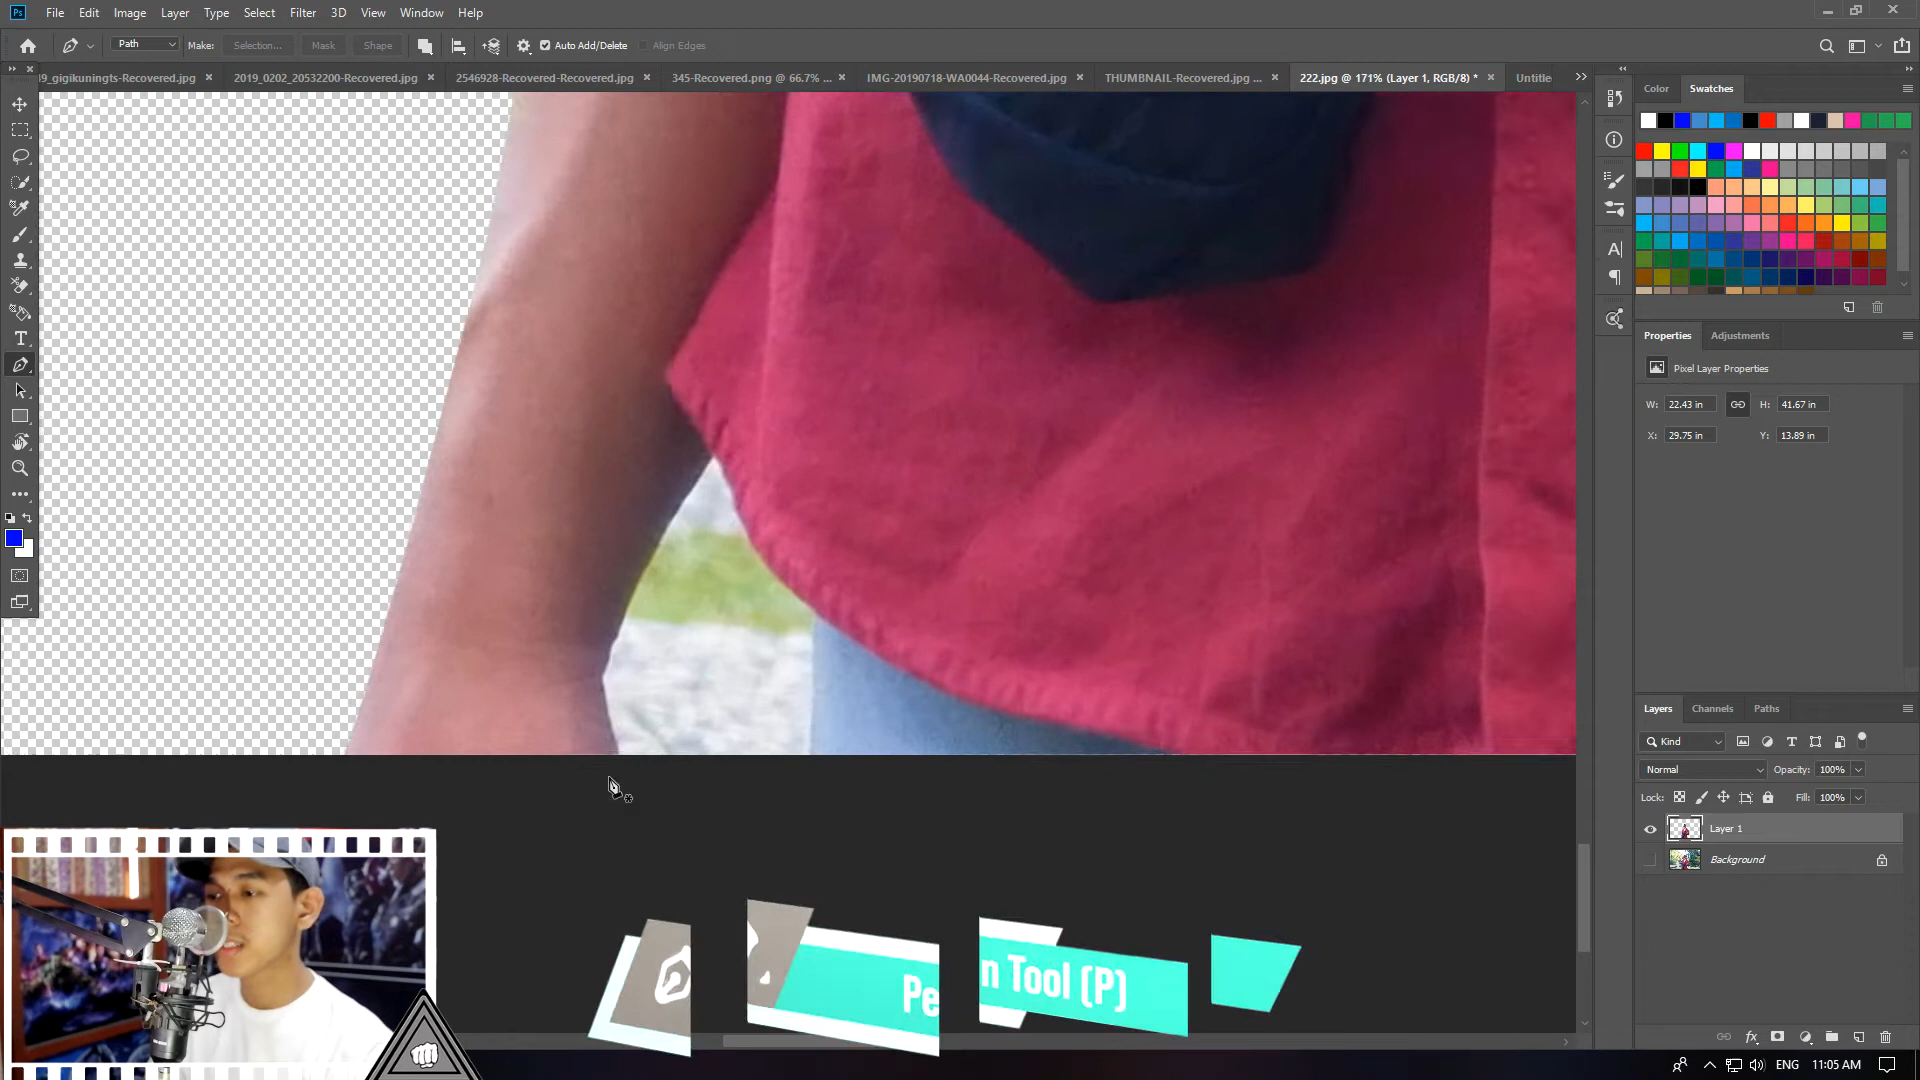 Ps File Edit Image Layer Type Select Filter 3D View Window Help
Path Make: Selection... Mask Shape Auto Add/Delete Align Edges
39_gigikuningts-Recovered.jpg 2019_0202_20532200-Recovered.jpg 2546928-Recovered-Recovered.jpg 345-Recovered.png @ 66.7% ... IMG-20190718-WA0044-Recovered.jpg THUMBNAIL-Recovered.jpg ... 222.jpg @ 171% (Layer 1, RGB/8) * Untitle
Color Swatches
Properties Adjustments
Pixel Layer Properties
W: 22.43 in H: 41.67 in
X: 29.75 in Y: 13.89 in
Layers Channels Paths
Kind
Normal Opacity: 100%
Lock: Fill: 100%
Layer 1
Background
Pen Tool (P)
ENG 11:05 AM